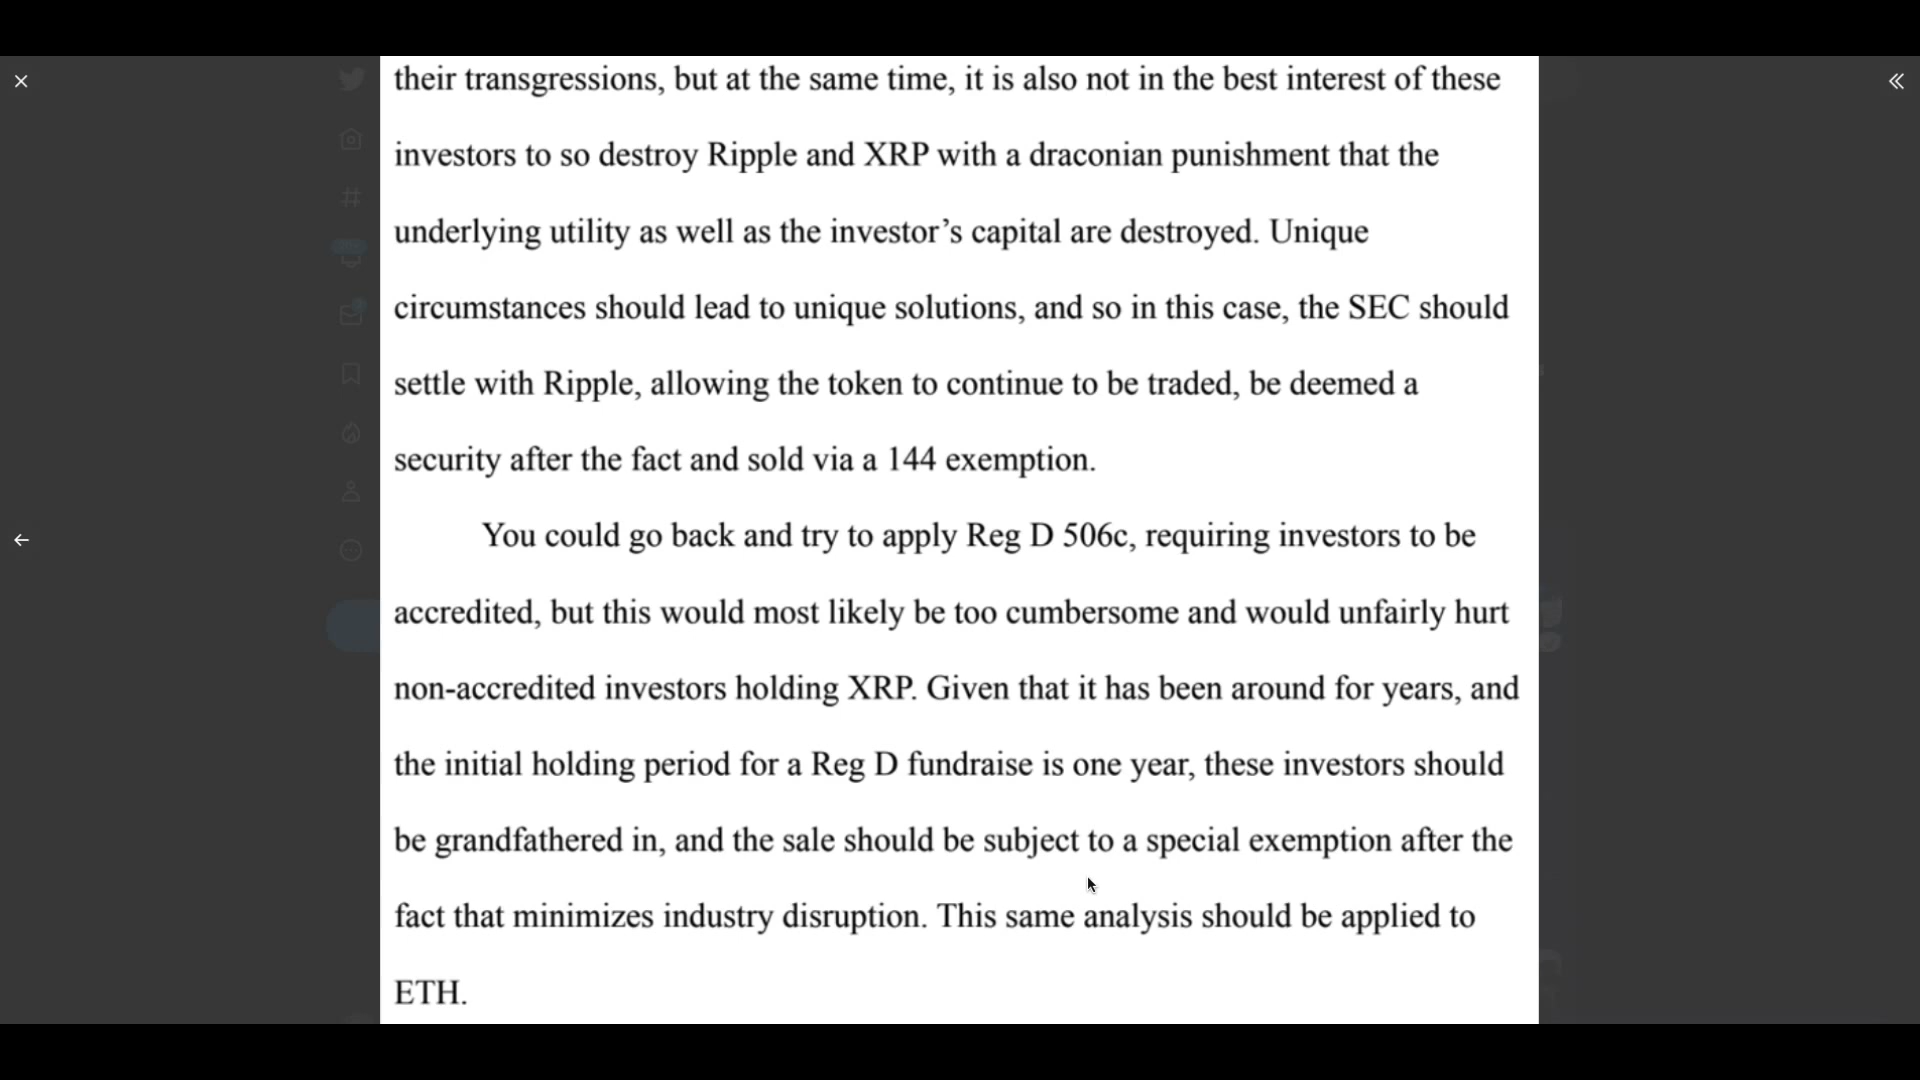 their transgressions, but at the same time, it is also not in the best interest of these
investors to so destroy Ripple and XRP with a draconian punishment that the
underlying utility as well as the investor’s capital are destroyed. Unique
circumstances should lead to unique solutions, and so in this case, the SEC should
settle with Ripple, allowing the token to continue to be traded, be deemed a
security after the fact and sold via a 144 exemption.
You could go back and try to apply Reg D 506c, requiring investors to be
accredited, but this would most likely be too cumbersome and would unfairly hurt
non-accredited investors holding XRP. Given that it has been around for years, and
the initial holding period for a Reg D fundraise is one year, these investors should
be grandfathered in, and the sale should be subject to a special exemption after the
fact that minimizes industry disruption. This same analysis should be applied to
ETH.